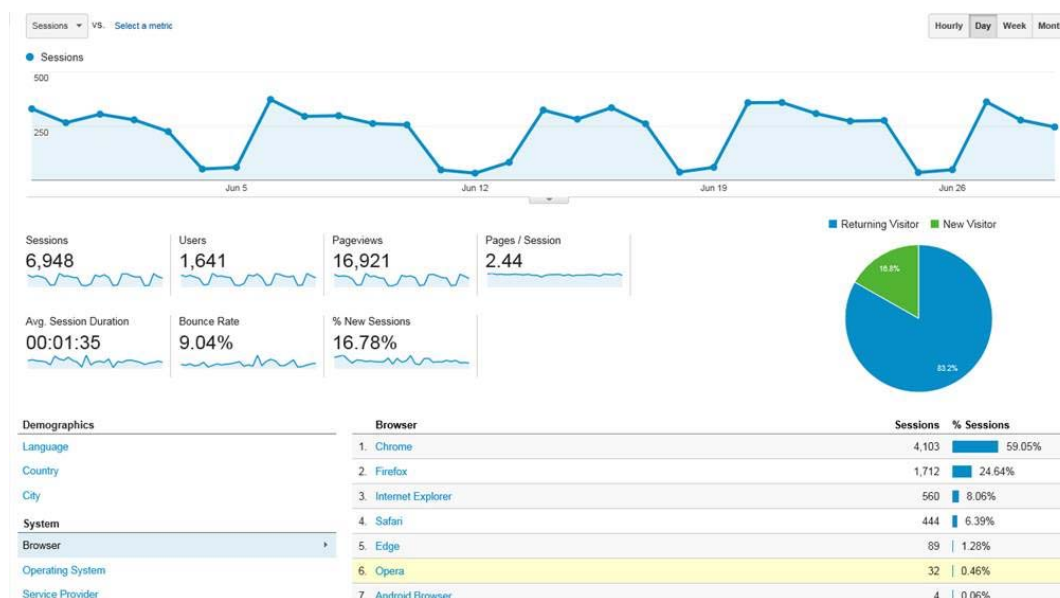 Sessions VS. Select a metric
Hourly Day Week Mont
Sessions
500
250
Jun 5 Jun 12 Jun 19 Jun 26
Returning Visitor New Visitor
16.8%
83.2%
Sessions Users Pageviews Pages / Session
6,948 1,641 16,921 2.44
Avg. Session Duration Bounce Rate % New Sessions
00:01:35 9.04% 16.78%
Demographics
Language
Country
City
System
Browser
Operating System
Service Provider
Browser Sessions % Sessions
1. Chrome 4,103 59.05%
2. Firefox 1,712 24.64%
3. Internet Explorer 560 8.06%
4. Safari 444 6.39%
5. Edge 89 1.28%
6. Opera 32 0.46%
7. Android Browser 4 0.06%